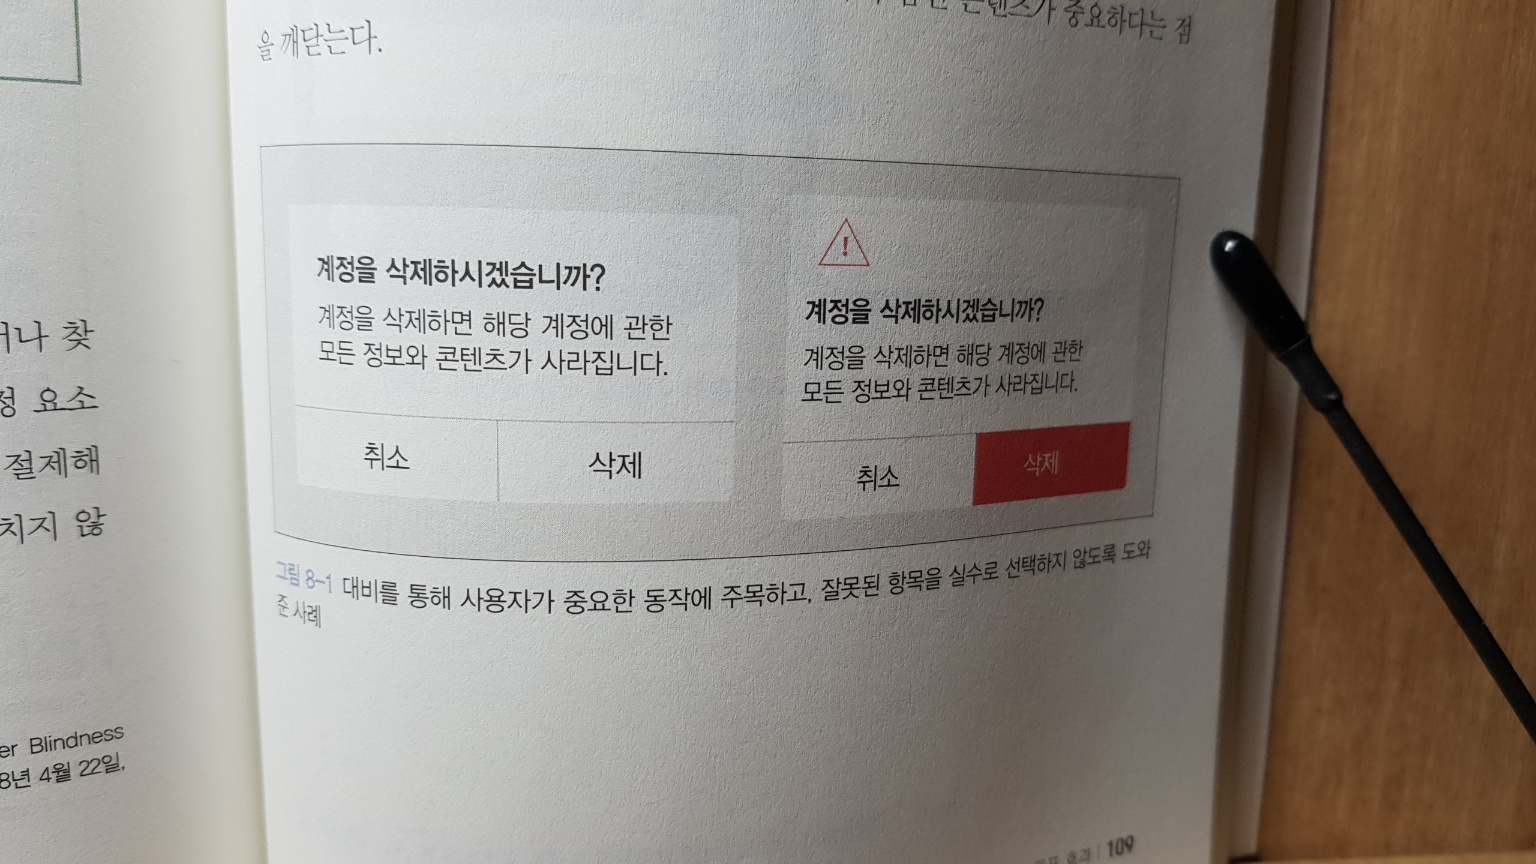 거나 찾
정 요소
절제해
치지 않
er Blindness
8년 4월 22일,
콘텐츠가 중요하다는 점
을 깨닫는다.
계정을 삭제하시겠습니까?
계정을 삭제하면 해당 계정에 관한
모든 정보와 콘텐츠가 사라집니다.
취소
삭제
!
계정을 삭제하시겠습니까?
계정을 삭제하면 해당 계정에 관한
모든 정보와 콘텐츠가 사라집니다.
취소
삭제
그림 8-1 대비를 통해 사용자가 중요한 동작에 주목하고, 잘못된 항목을 실수로 선택하지 않도록 도와
준 사례
효과 | 109